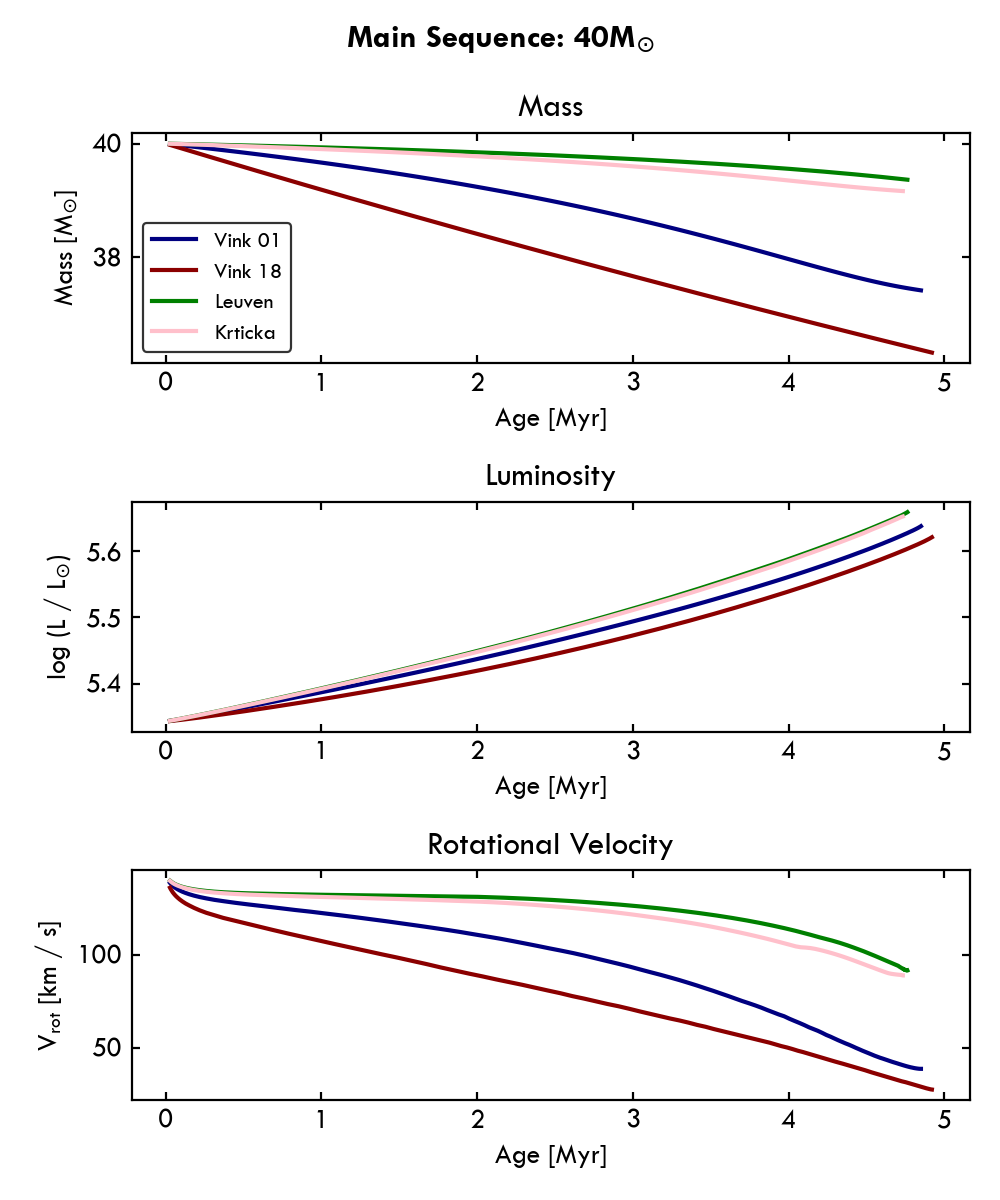 Main Sequence: 40M⊙
Mass
Mass [M⊙]
40
38
Vink 01
Vink 18
Leuven
Krticka
0 1 2 3 4 5
Age [Myr]
Luminosity
log (L / L⊙)
5.6
5.5
5.4
0 1 2 3 4 5
Age [Myr]
Rotational Velocity
Vrot [km / s]
100
50
0 1 2 3 4 5
Age [Myr]